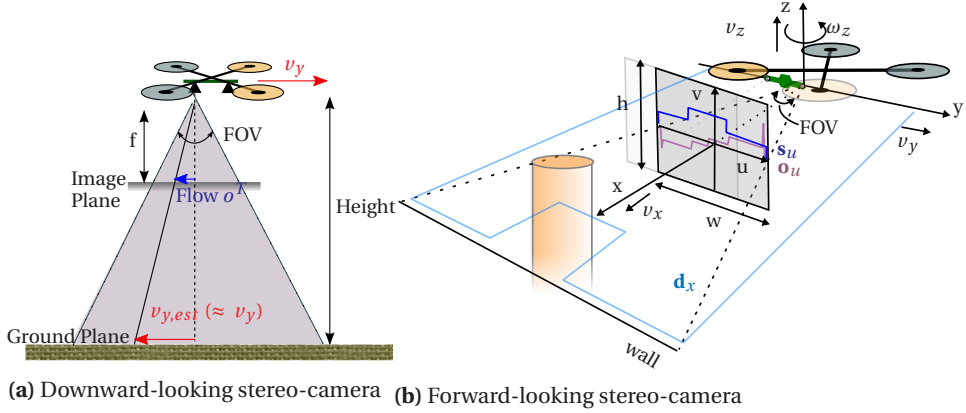 v_y
f
FOV
Image
Plane
Flow o^T
Height
v_{y,est} (≈ v_y)
Ground Plane
(a) Downward-looking stereo-camera
z
v_z
ω_z
h
v
FOV
y
v_y
s_u
o_u
u
x
v_x
w
d_x
wall
(b) Forward-looking stereo-camera